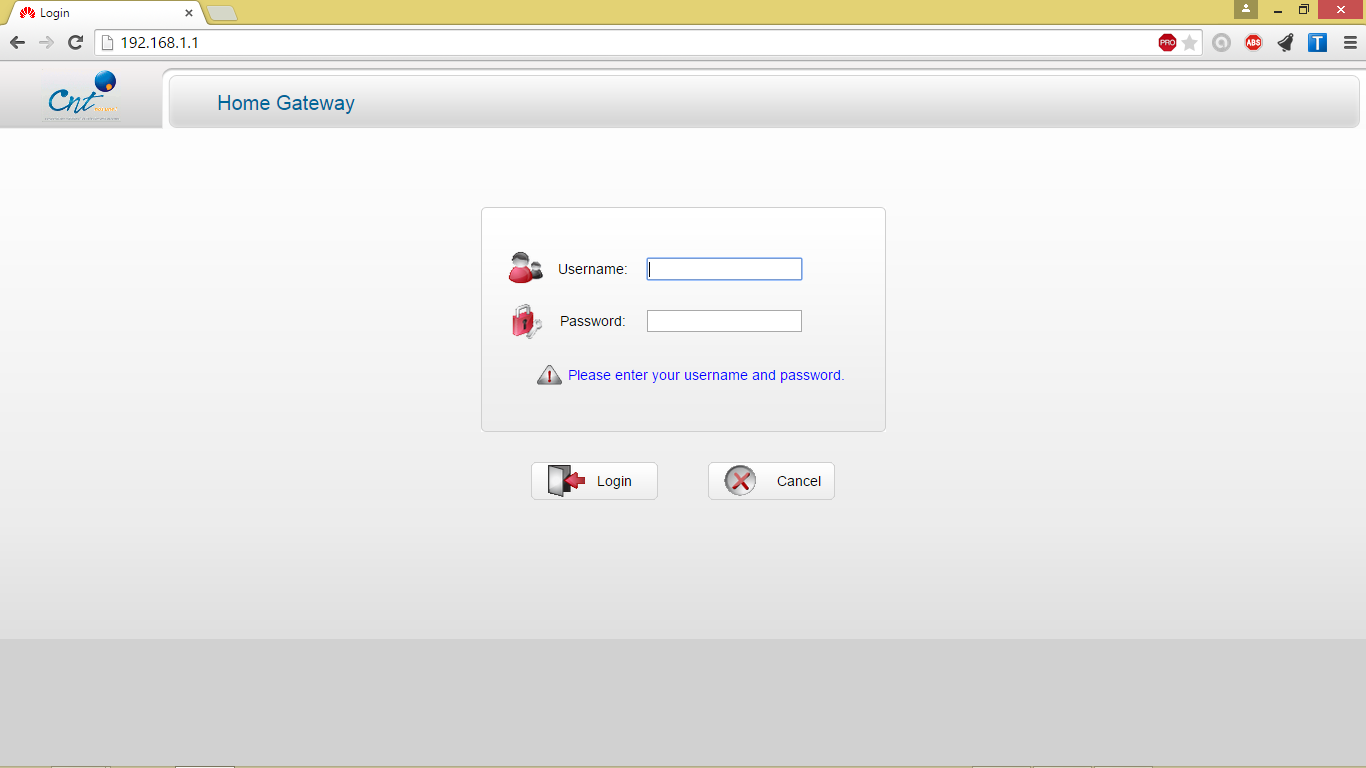 Login
192.168.1.1
PRO
ABS
T
Cnt
Home Gateway
Username:
Password:
Please enter your username and password.
Login
Cancel